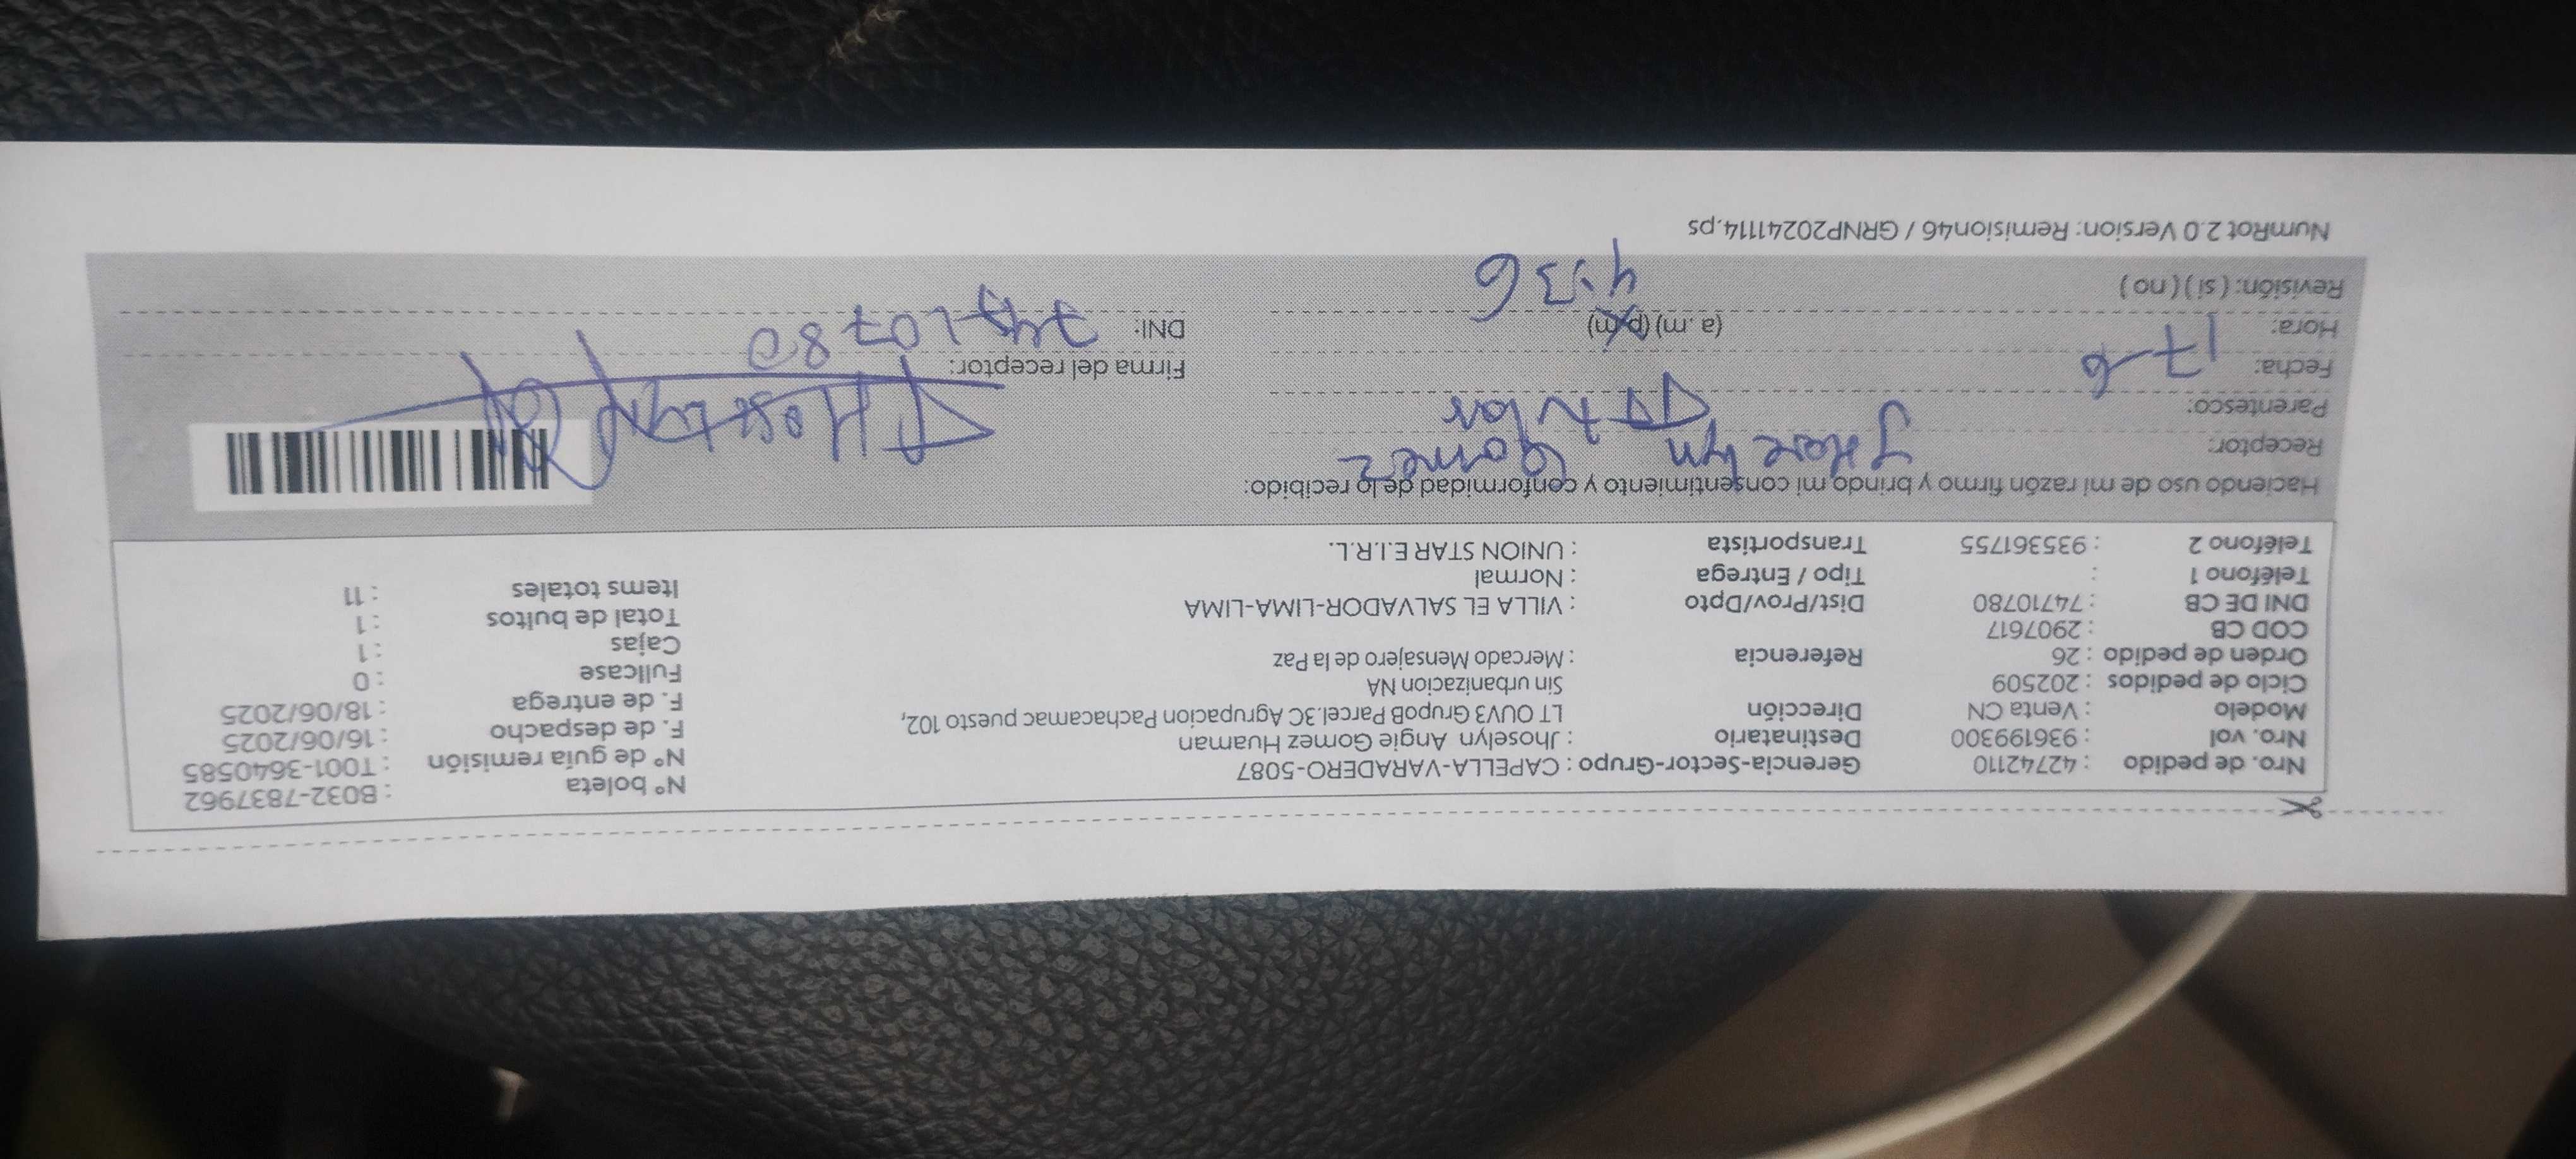 Nro. de pedido : 42742110
Nro. vol : 936199300
Modelo : Venta CN
Ciclo de pedidos : 202509
Orden de pedido : 26
COD CB : 2907617
DNI DE CB : 74710780
Teléfono 1 :
Teléfono 2 : 935361755
Gerencia-Sector-Grupo : CAPELLA-VARADERO-5087
Destinatario : Jhoselyn Angie Gomez Huaman
Dirección LT OUV3 GrupoB Parcel.3C Agrupacion Pachacamac puesto 102,
Sin urbanizacion NA
Referencia : Mercado Mensajero de la Paz
Dist/Prov/Dpto : VILLA EL SALVADOR-LIMA-LIMA
Tipo / Entrega : Normal
Transportista : UNION STAR E.I.R.L.
N° boleta : B032-7837962
N° de guía remisión : T001-3640585
F. de despacho : 16/06/2025
F. de entrega : 18/06/2025
Fullcase : 0
Cajas : 1
Total de bultos : 1
Items totales : 11
Haciendo uso de mi razón firmo y brindo mi consentimiento y conformidad de lo recibido:
Receptor: Gomez
Parentesco:
Fecha: 17-6
Hora: (a.m) (p.m) 4:36
Revisión: ( si ) ( no )
Firma del receptor:
DNI: 74710780
NumRot 2.0 Version: Remision46 / GRNP20241114.ps